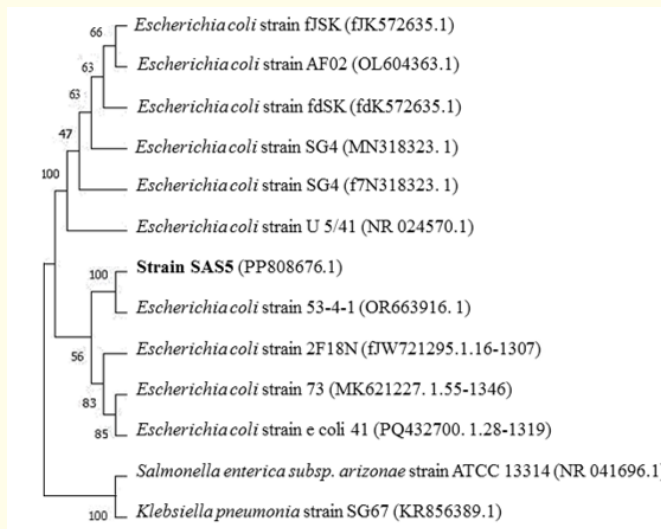 66
Escherichia coli strain fJSK (fJK572635.1)
63
Escherichia coli strain AF02 (OL604363.1)
63
Escherichia coli strain fdSK (fdK572635.1)
47
Escherichia coli strain SG4 (MN318323. 1)
100
Escherichia coli strain SG4 (f7N318323. 1)
Escherichia coli strain U 5/41 (NR 024570.1)
100
Strain SAS5 (PP808676.1)
Escherichia coli strain 53-4-1 (OR663916. 1)
56
Escherichia coli strain 2F18N (fJW721295.1.16-1307)
83
Escherichia coli strain 73 (MK621227. 1.55-1346)
85
Escherichia coli strain e coli 41 (PQ432700. 1.28-1319)
Salmonella enterica subsp. arizonae strain ATCC 13314 (NR 041696.1)
100
Klebsiella pneumonia strain SG67 (KR856389.1)